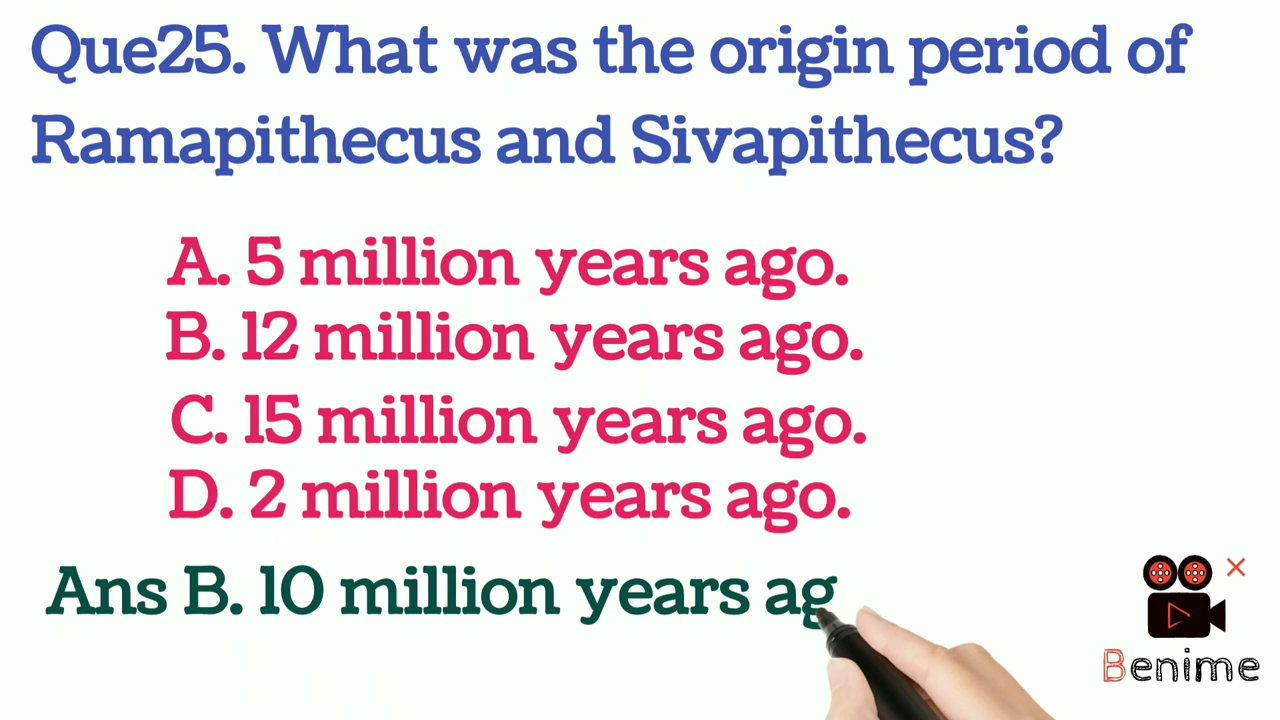 Que25. What was the origin period of
Ramapithecus and Sivapithecus?
A. 5 million years ago.
B. 12 million years ago.
C. 15 million years ago.
D. 2 million years ago.
Ans B. 10 million years ag
Benime